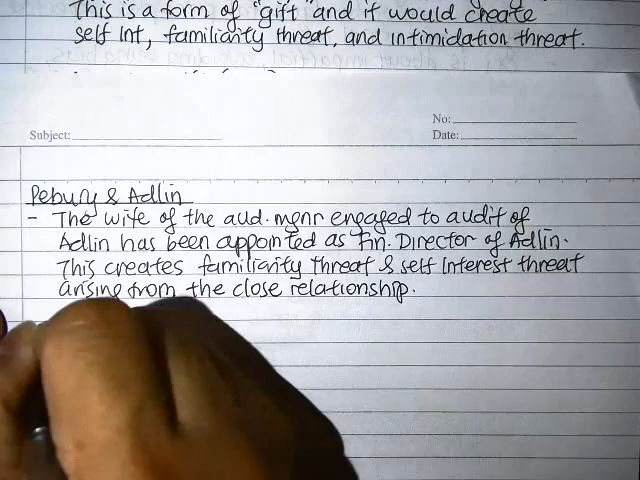 This is a form of "gift" and it would create
self Int, familiarity threat, and intimidation threat.
No:
Subject:
Date:
Pebury & Adlin
- The wife of the aud. mgnr engaged to audit of
Adlin has been appointed as Fin. Director of Adlin.
This creates familiarity threat & self Interest threat
arising from the close relationship.